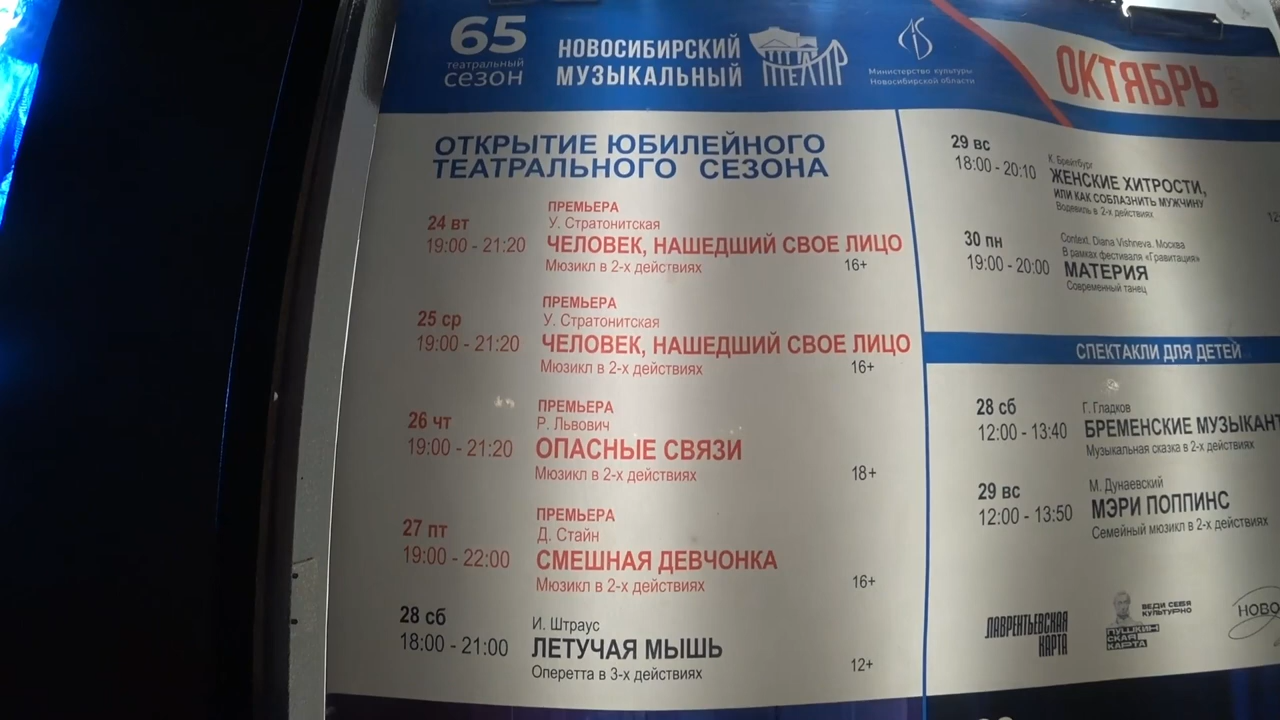 65
театральный
сезон
НОВОСИБИРСКИЙ
МУЗЫКАЛЬНЫЙ
ТЕАТР
Министерство культуры
Новосибирской области
ОКТЯБРЬ
ОТКРЫТИЕ ЮБИЛЕЙНОГО
ТЕАТРАЛЬНОГО СЕЗОНА
24 вт
19:00 - 21:20
ПРЕМЬЕРА
У. Стратонитская
ЧЕЛОВЕК, НАШЕДШИЙ СВОЕ ЛИЦО
Мюзикл в 2-х действиях
16+
25 ср
19:00 - 21:20
ПРЕМЬЕРА
У. Стратонитская
ЧЕЛОВЕК, НАШЕДШИЙ СВОЕ ЛИЦО
Мюзикл в 2-х действиях
16+
26 чт
19:00 - 21:20
ПРЕМЬЕРА
Р. Львович
ОПАСНЫЕ СВЯЗИ
Мюзикл в 2-х действиях
18+
27 пт
19:00 - 22:00
ПРЕМЬЕРА
Д. Стайн
СМЕШНАЯ ДЕВЧОНКА
Мюзикл в 2-х действиях
16+
28 сб
18:00 - 21:00
И. Штраус
ЛЕТУЧАЯ МЫШЬ
Оперетта в 3-х действиях
12+
29 вс
18:00 - 20:10
К. Брейтбург
ЖЕНСКИЕ ХИТРОСТИ,
ИЛИ КАК СОБЛАЗНИТЬ МУЖЧИНУ
Водевиль в 2-х действиях
12
30 пн
19:00 - 20:00
Context. Diana Vishneva. Москва
В рамках фестиваля «Гравитация»
МАТЕРИЯ
Современный танец
СПЕКТАКЛИ ДЛЯ ДЕТЕЙ
28 сб
12:00 - 13:40
Г. Гладков
БРЕМЕНСКИЕ МУЗЫКАНТ
Музыкальная сказка в 2-х действиях
29 вс
12:00 - 13:50
М. Дунаевский
МЭРИ ПОППИНС
Семейный мюзикл в 2-х действиях
ЛАВРЕНТЬЕВСКАЯ
КАРТА
ВЕДИ СЕБЯ
КУЛЬТУРНО
ПУШКИН
СКАЯ
КАРТА
НОВО